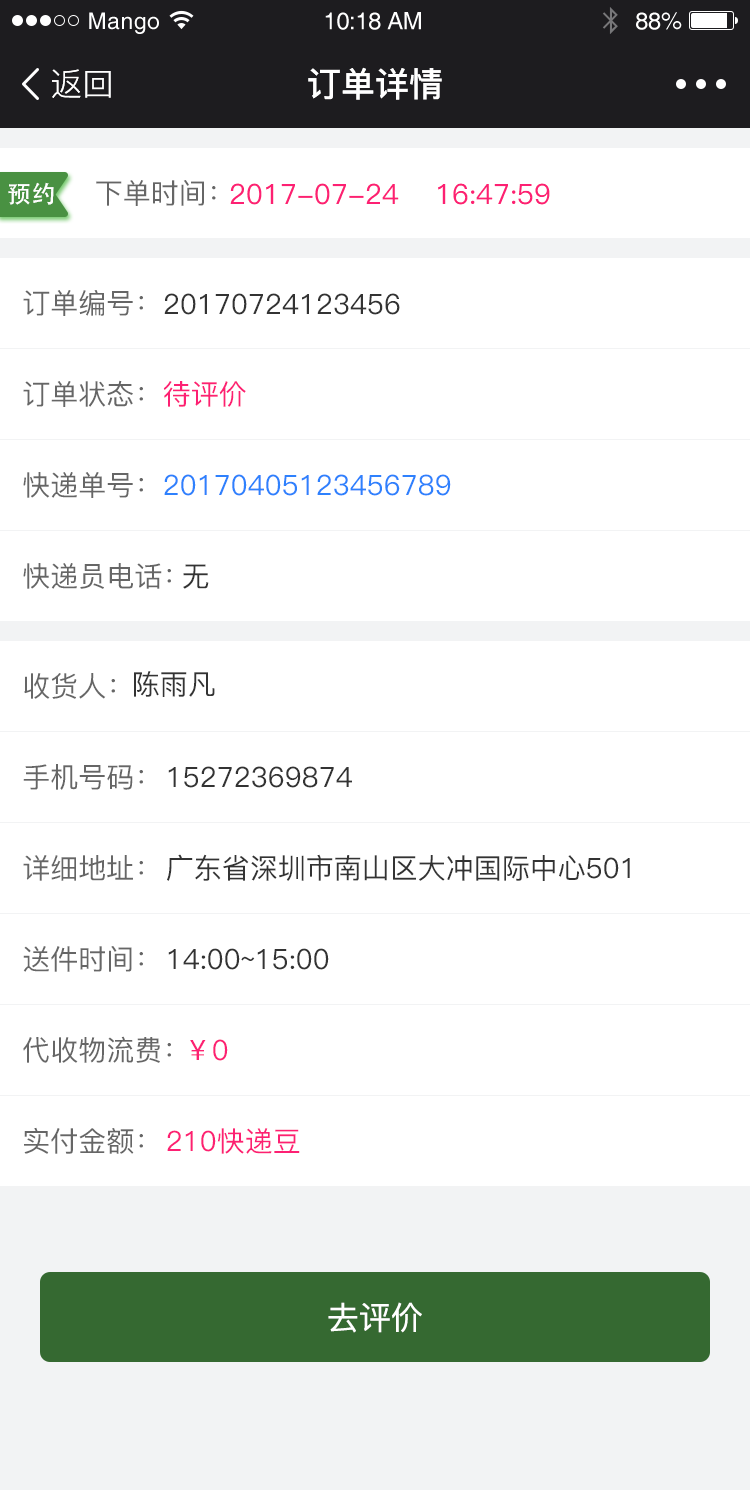 Mango 10:18 AM 88%
返回 订单详情
预约 下单时间：2017-07-24 16:47:59
订单编号：20170724123456
订单状态：待评价
快递单号：20170405123456789
快递员电话：无
收货人：陈雨凡
手机号码：15272369874
详细地址：广东省深圳市南山区大冲国际中心501
送件时间：14:00~15:00
代收物流费：¥0
实付金额：210快递豆
去评价